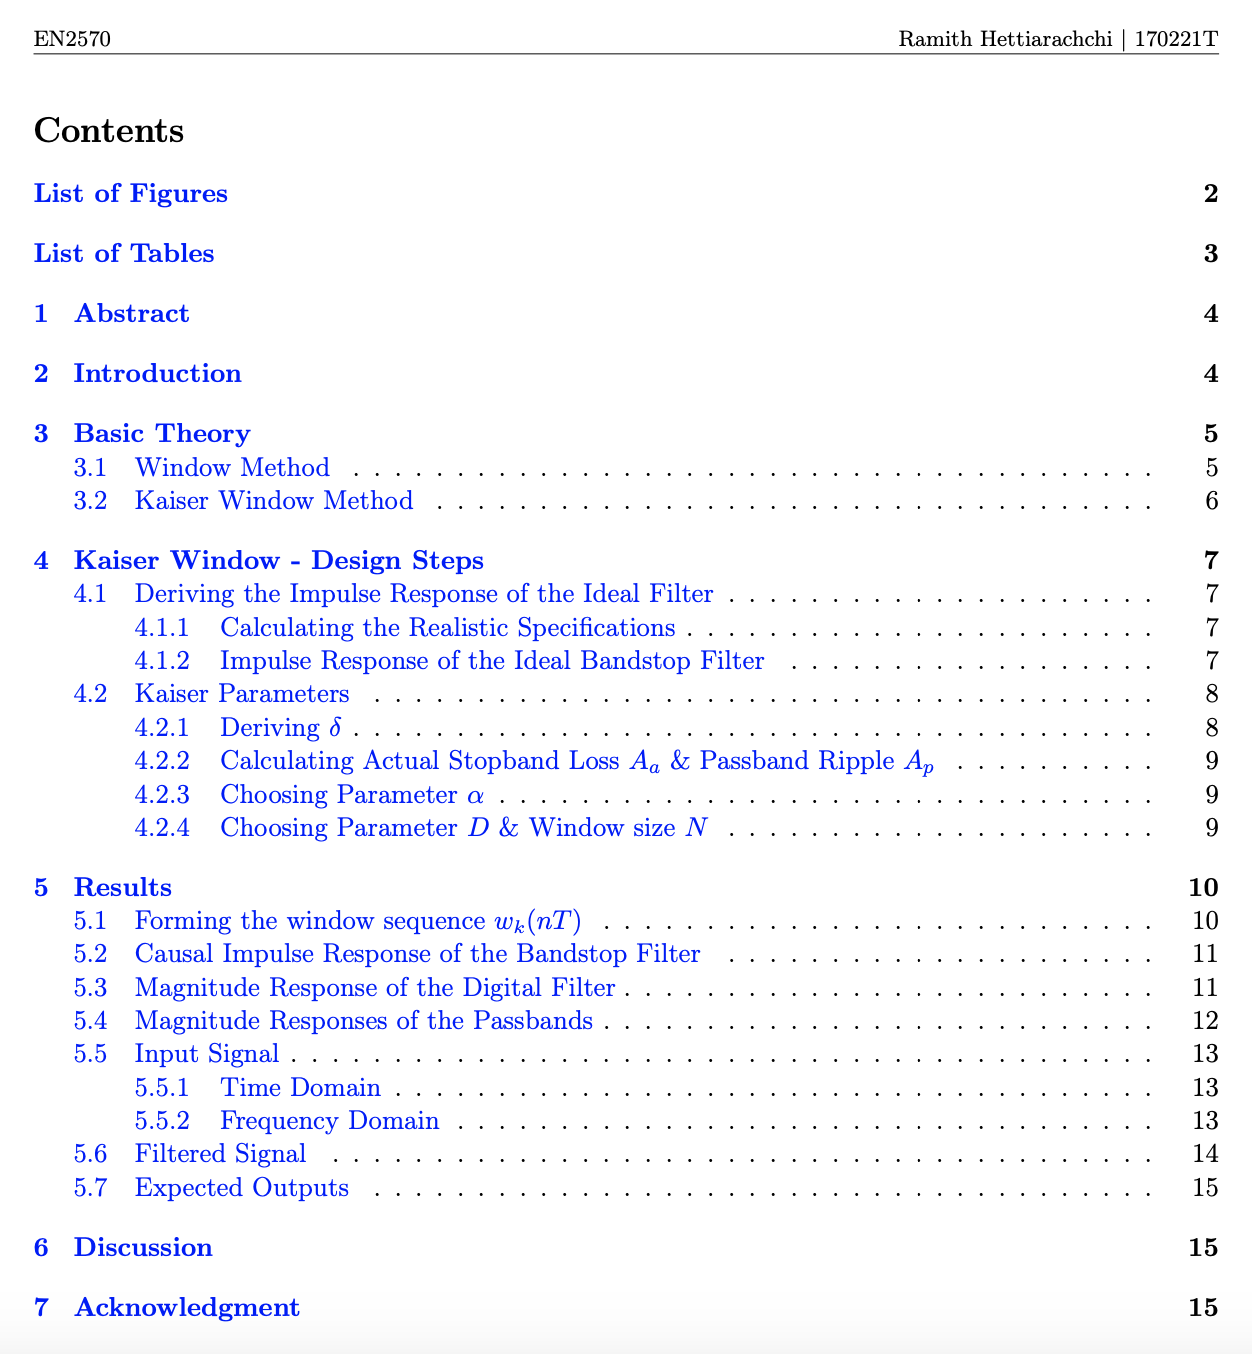 EN2570 Ramith Hettiarachchi | 170221T
Contents
List of Figures 2
List of Tables 3
1 Abstract 4
2 Introduction 4
3 Basic Theory 5
3.1 Window Method . . . . . . . . . . . . . . . . . . . . . . . . . . . . . . . . . . . . . . . 5
3.2 Kaiser Window Method . . . . . . . . . . . . . . . . . . . . . . . . . . . . . . . . . . . 6
4 Kaiser Window - Design Steps 7
4.1 Deriving the Impulse Response of the Ideal Filter . . . . . . . . . . . . . . . . . . . . . 7
4.1.1 Calculating the Realistic Specifications . . . . . . . . . . . . . . . . . . . . . . . 7
4.1.2 Impulse Response of the Ideal Bandstop Filter . . . . . . . . . . . . . . . . . . 7
4.2 Kaiser Parameters . . . . . . . . . . . . . . . . . . . . . . . . . . . . . . . . . . . . . . 8
4.2.1 Deriving δ . . . . . . . . . . . . . . . . . . . . . . . . . . . . . . . . . . . . . . . 8
4.2.2 Calculating Actual Stopband Loss Aₐ & Passband Ripple Aₚ . . . . . . . . . . 9
4.2.3 Choosing Parameter α . . . . . . . . . . . . . . . . . . . . . . . . . . . . . . . . 9
4.2.4 Choosing Parameter D & Window size N . . . . . . . . . . . . . . . . . . . . . 9
5 Results 10
5.1 Forming the window sequence wₖ(nT) . . . . . . . . . . . . . . . . . . . . . . . . . . . 10
5.2 Causal Impulse Response of the Bandstop Filter . . . . . . . . . . . . . . . . . . . . . 11
5.3 Magnitude Response of the Digital Filter . . . . . . . . . . . . . . . . . . . . . . . . . . 11
5.4 Magnitude Responses of the Passbands . . . . . . . . . . . . . . . . . . . . . . . . . . . 12
5.5 Input Signal . . . . . . . . . . . . . . . . . . . . . . . . . . . . . . . . . . . . . . . . . . 13
5.5.1 Time Domain . . . . . . . . . . . . . . . . . . . . . . . . . . . . . . . . . . . . . 13
5.5.2 Frequency Domain . . . . . . . . . . . . . . . . . . . . . . . . . . . . . . . . . . 13
5.6 Filtered Signal . . . . . . . . . . . . . . . . . . . . . . . . . . . . . . . . . . . . . . . . 14
5.7 Expected Outputs . . . . . . . . . . . . . . . . . . . . . . . . . . . . . . . . . . . . . . 15
6 Discussion 15
7 Acknowledgment 15